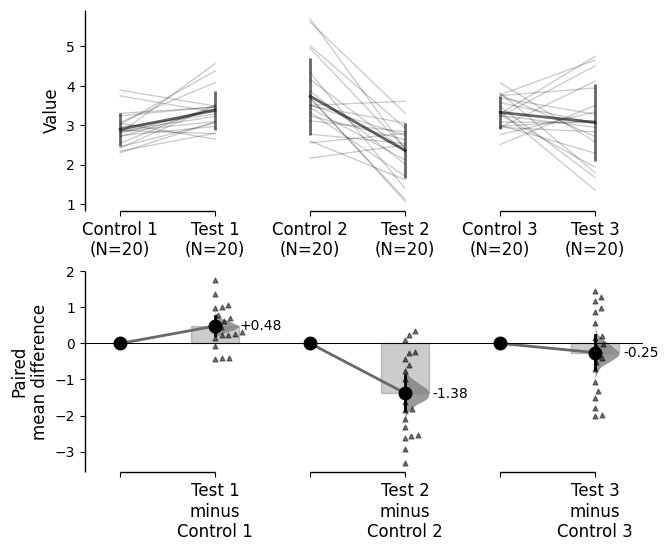 5
4
3
2
1
Value
Control 1
(N=20)
Test 1
(N=20)
Control 2
(N=20)
Test 2
(N=20)
Control 3
(N=20)
Test 3
(N=20)
2
1
0
−1
−2
−3
Paired
mean difference
+0.48
-1.38
-0.25
Test 1
minus
Control 1
Test 2
minus
Control 2
Test 3
minus
Control 3